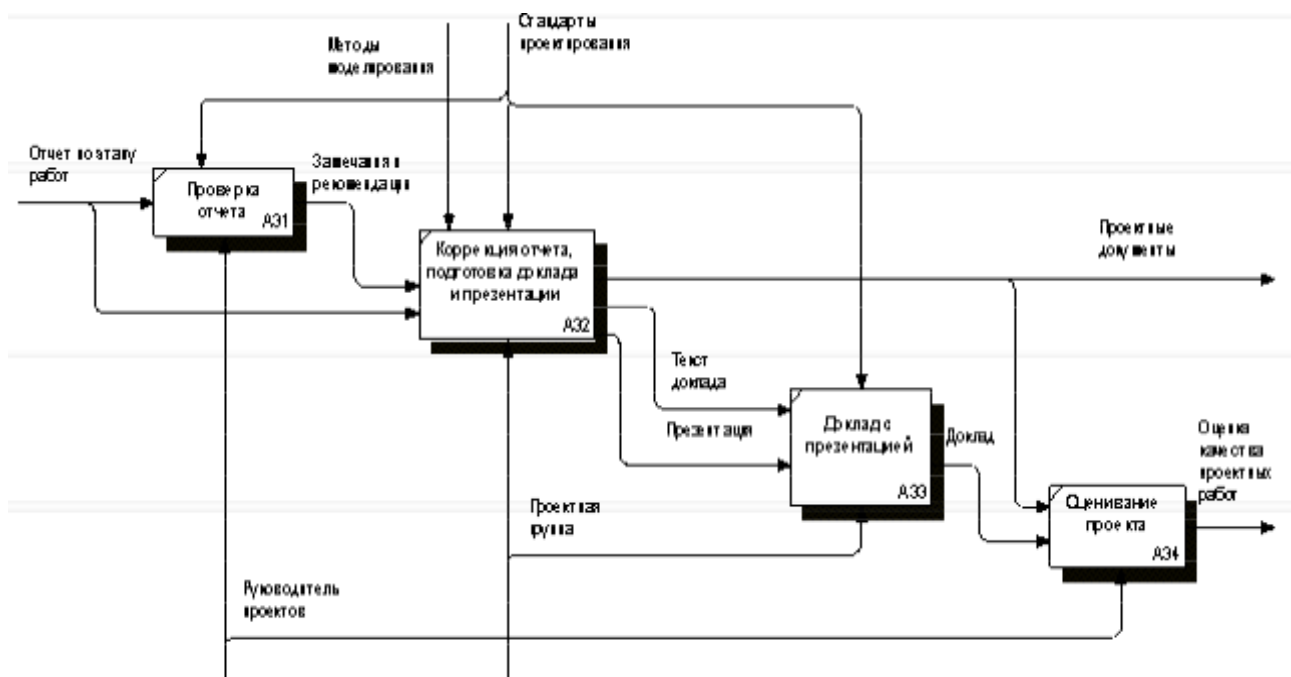 Стандарты
проектирования
Методы
моделирования
Отчет по этапу
работ
Замечания и
рекомендации
Проверка
отчета
А31
Проектные
документы
Коррекция отчета,
подготовка доклада
и презентации
А32
Текст
доклада
Презентация
Доклад с
презентацией
А33
Доклад
Оценка
качества
проектных
работ
Оценивание
проекта
А34
Проектная
группа
Руководитель
проектов